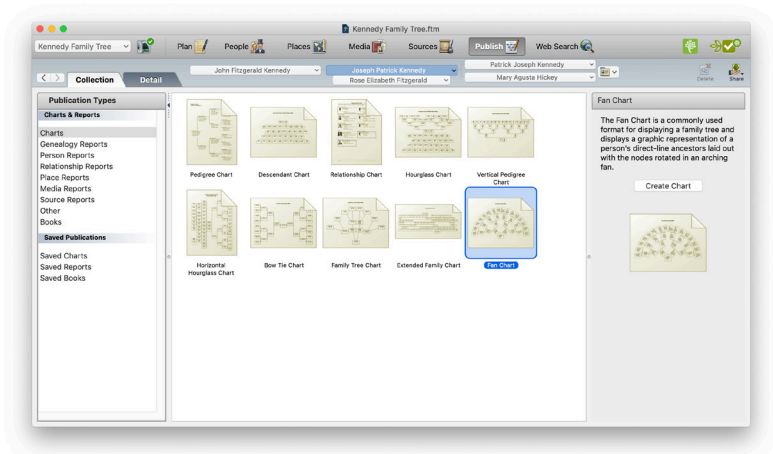 Kennedy Family Tree.ftm
Kennedy Family Tree
Plan
People
Places
Media
Sources
Publish
Web Search
Collection
Detail
John Fitzgerald Kennedy
Joseph Patrick Kennedy
Rose Elizabeth Fitzgerald
Patrick Joseph Kennedy
Mary Agusta Hickey
Delete
Share
Publication Types
Charts & Reports
Charts
Genealogy Reports
Person Reports
Relationship Reports
Place Reports
Media Reports
Source Reports
Other
Books
Saved Publications
Saved Charts
Saved Reports
Saved Books
Pedigree Chart
Descendant Chart
Relationship Chart
Hourglass Chart
Vertical Pedigree
Chart
Horizontal
Hourglass Chart
Bow Tie Chart
Family Tree Chart
Extended Family Chart
Fan Chart
Fan Chart
The Fan Chart is a commonly used
format for displaying a family tree and
displays a graphic representation of a
person's direct-line ancestors laid out
with the nodes rotated in an arching
fan.
Create Chart